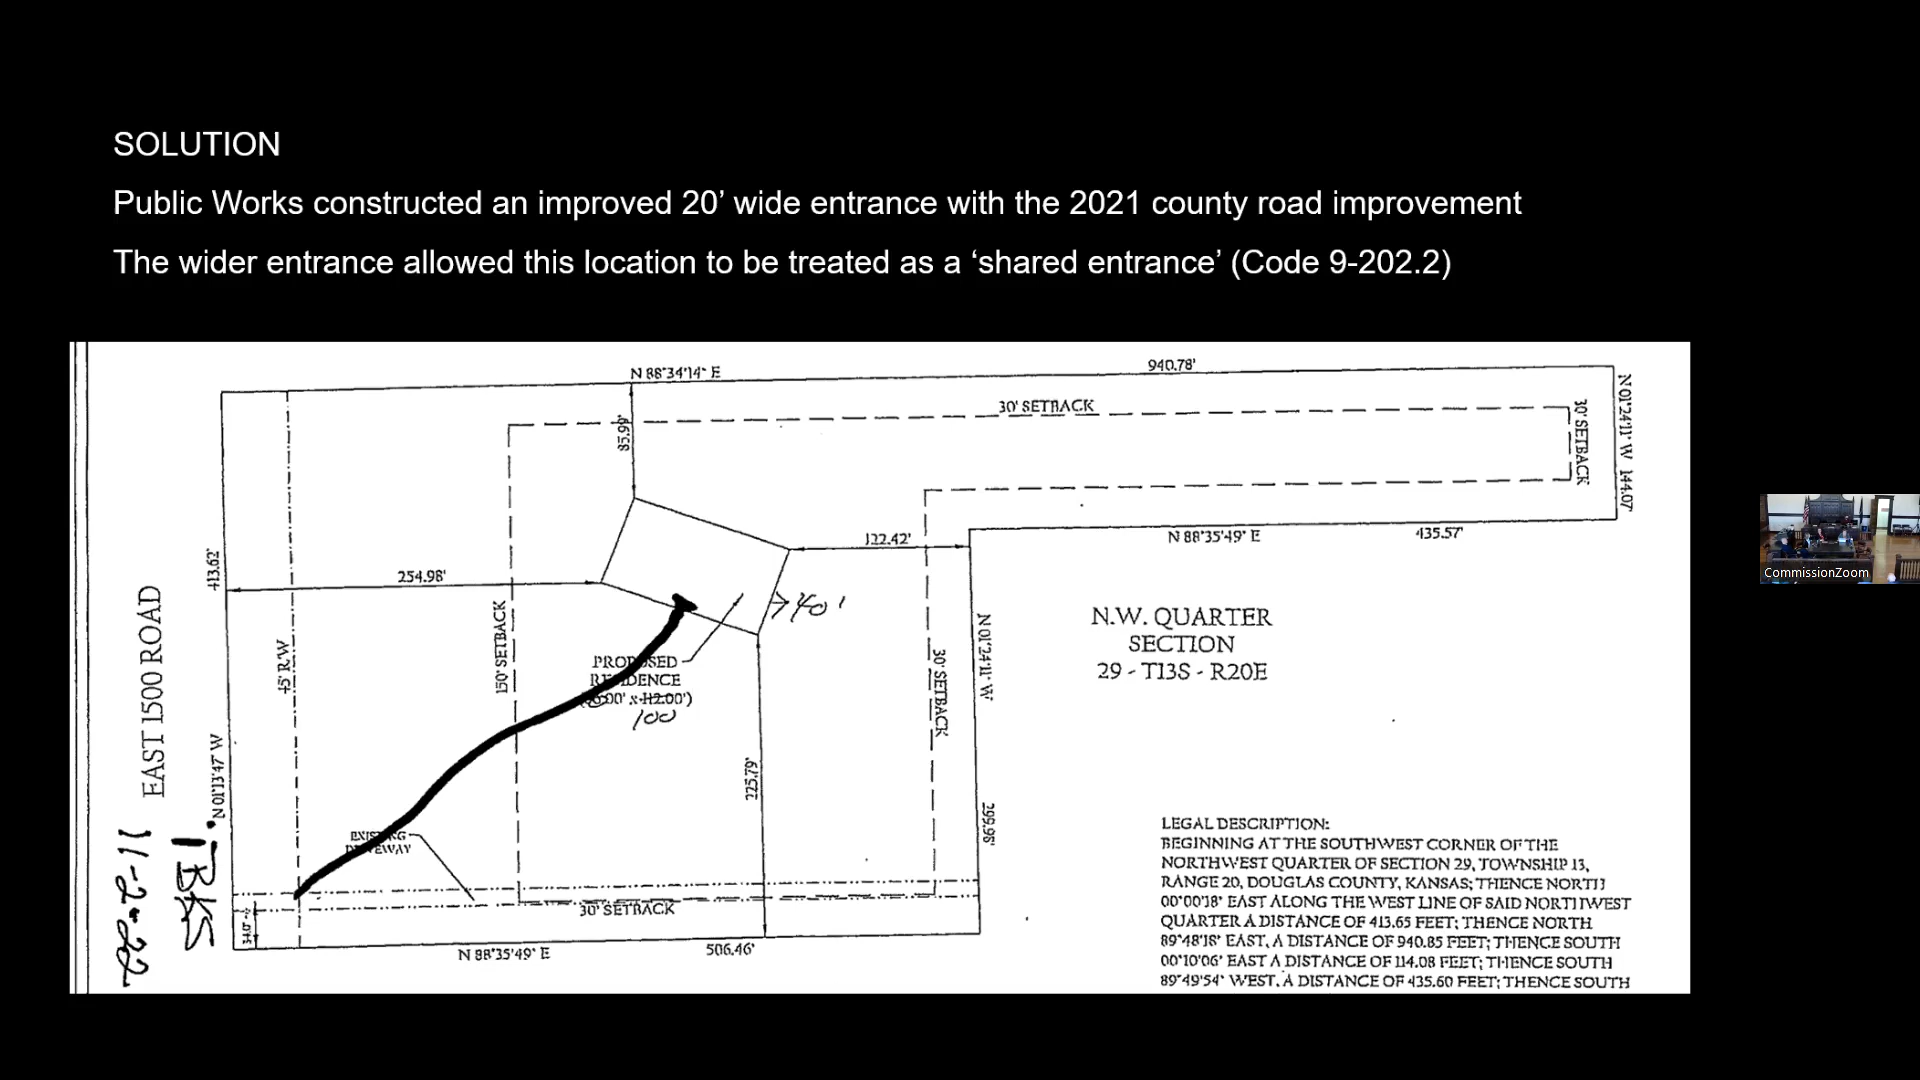 SOLUTION
Public Works constructed an improved 20’ wide entrance with the 2021 county road improvement
The wider entrance allowed this location to be treated as a ‘shared entrance’ (Code 9-202.2)
N 88°34'14" E
940.78'
30' SETBACK
30' SETBACK
N 01°24'11" W 144.07'
85.99'
122.42'
N 88°35'49" E
435.57'
413.62'
254.98'
40'
EAST 1500 ROAD
45' R\W
150' SETBACK
PROPOSED
RESIDENCE
x 112.00')
100
N.W. QUARTER
SECTION
29 - T13S - R20E
30' SETBACK
N 01°24'11" W
N 01°13'47" W
225.79'
EXISTING
DRIVEWAY
30' SETBACK
N 88°35'49" E
506.46'
11-2-22
LEGAL DESCRIPTION:
BEGINNING AT THE SOUTHWEST CORNER OF THE
NORTHWEST QUARTER OF SECTION 29, TOWNSHIP 13,
RANGE 20, DOUGLAS COUNTY, KANSAS; THENCE NORTH
00°00'18" EAST ALONG THE WEST LINE OF SAID NORTHWEST
QUARTER A DISTANCE OF 413.65 FEET; THENCE NORTH
89°48'18" EAST, A DISTANCE OF 940.85 FEET; THENCE SOUTH
00°10'06" EAST A DISTANCE OF 114.08 FEET; THENCE SOUTH
89°49'54" WEST, A DISTANCE OF 435.60 FEET; THENCE SOUTH
CommissionZoom